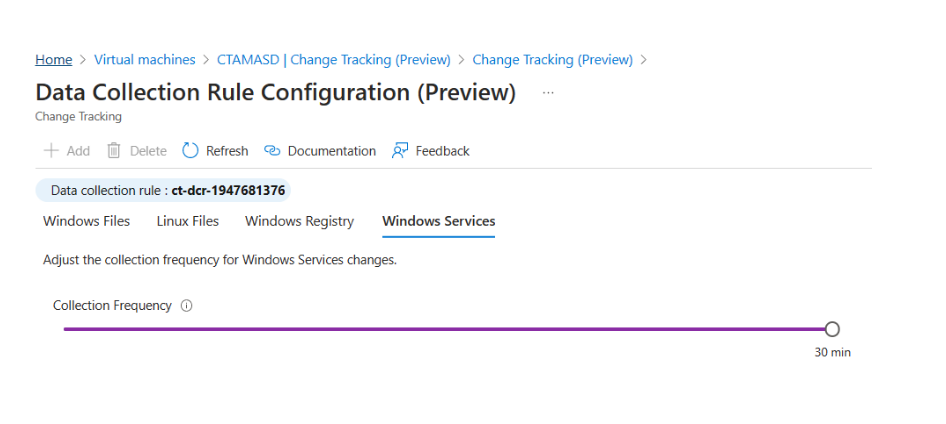 Home > Virtual machines > CTAMASD | Change Tracking (Preview) > Change Tracking (Preview) >
Data Collection Rule Configuration (Preview) ...
Change Tracking
Add Delete Refresh Documentation Feedback
Data collection rule : ct-dcr-1947681376
Windows Files Linux Files Windows Registry Windows Services
Adjust the collection frequency for Windows Services changes.
Collection Frequency
30 min